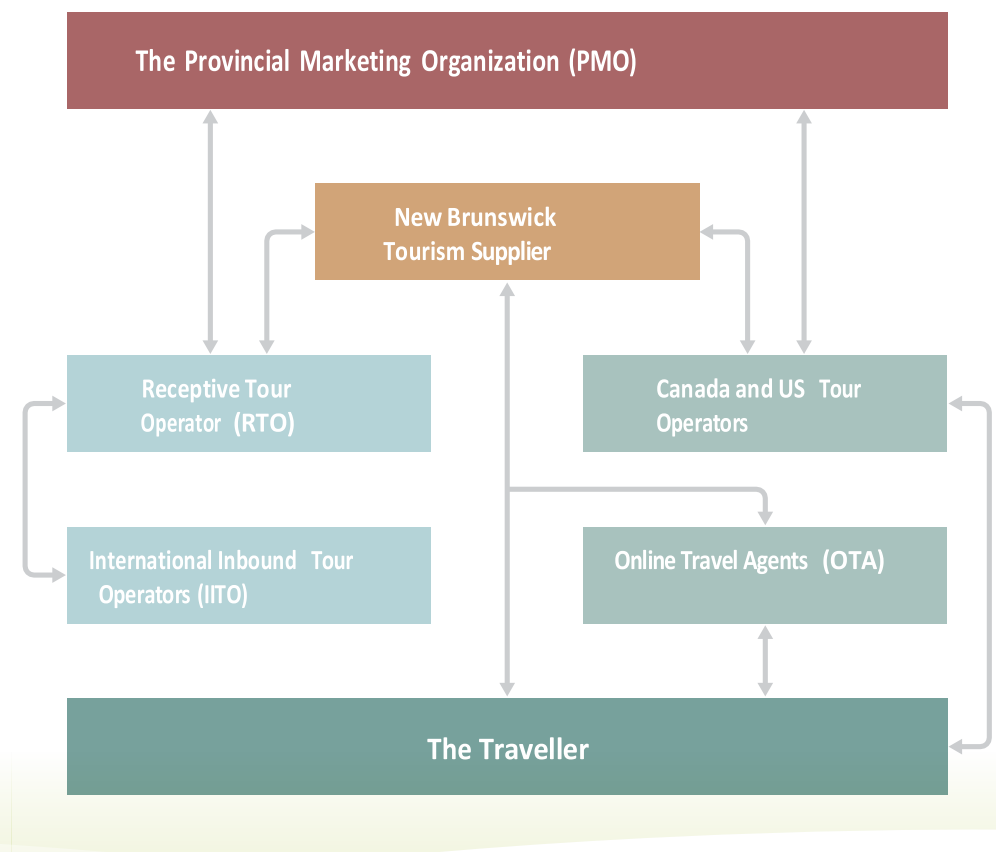 The Provincial Marketing Organization (PMO)
New Brunswick
Tourism Supplier
Receptive Tour
Operator (RTO)
Canada and US Tour
Operators
International Inbound Tour
Operators (IITO)
Online Travel Agents (OTA)
The Traveller